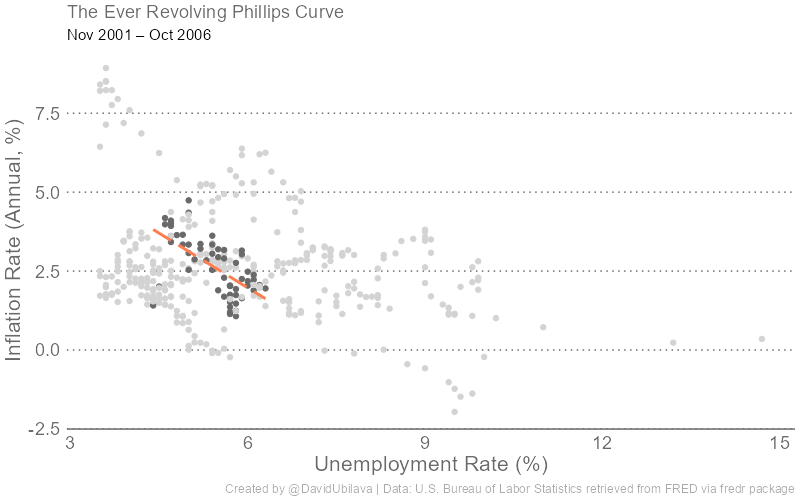 The Ever Revolving Phillips Curve
Nov 2001 – Oct 2006
Inflation Rate (Annual, %)
7.5
5.0
2.5
0.0
-2.5
3 6 9 12 15
Unemployment Rate (%)
Created by @DavidUbilava | Data: U.S. Bureau of Labor Statistics retrieved from FRED via fredr package